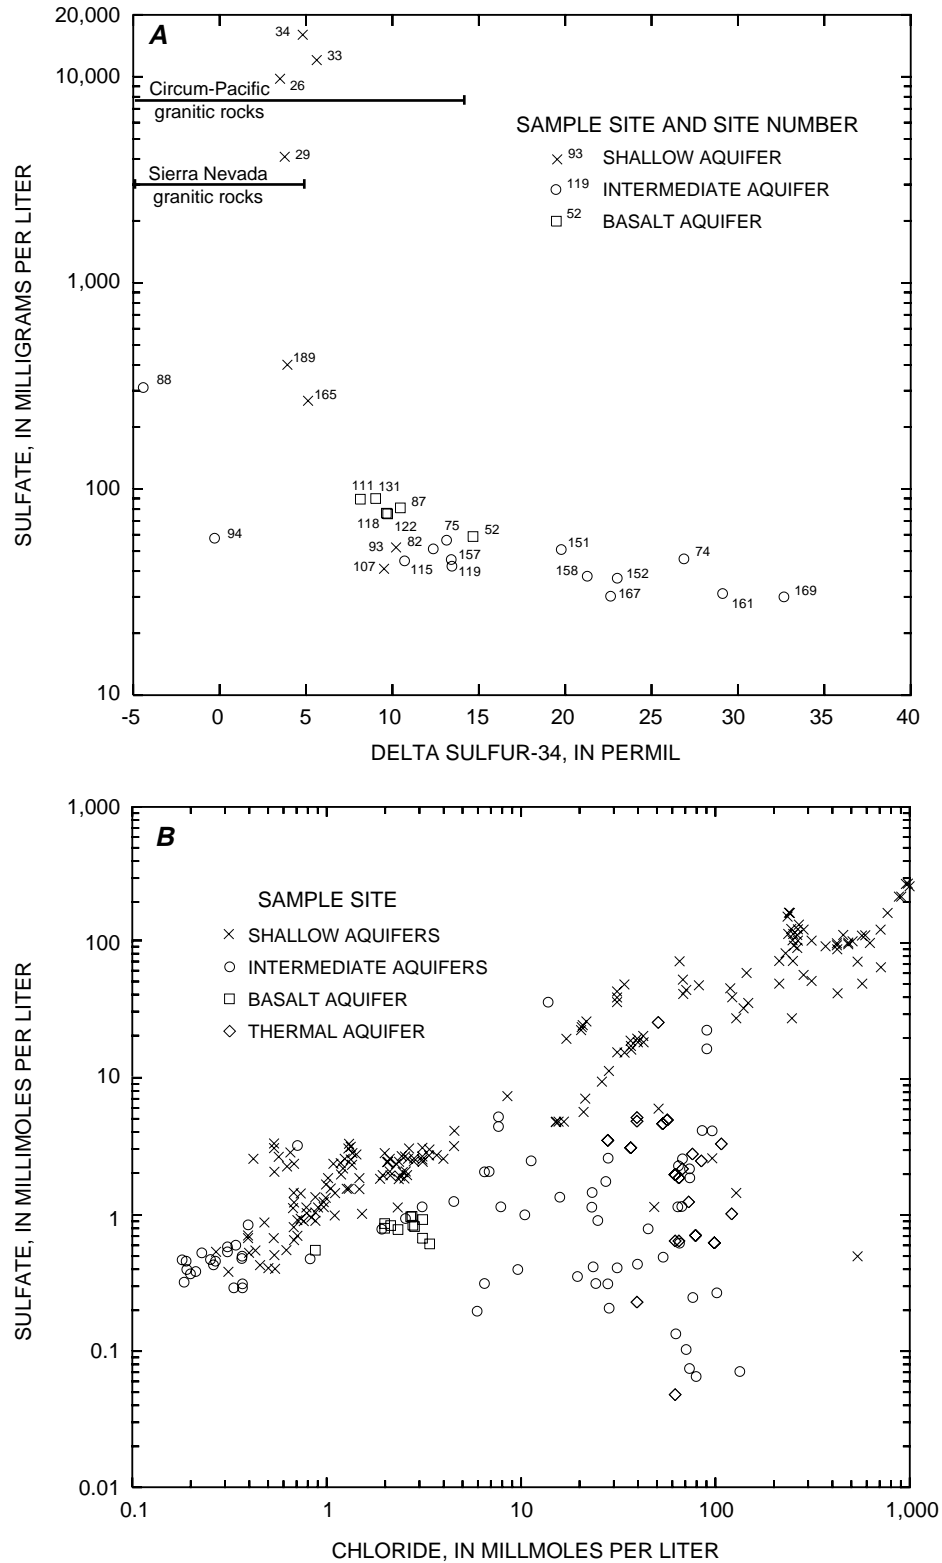 20,000
A
34
33
10,000
26
Circum-Pacific
granitic rocks
SAMPLE SITE AND SITE NUMBER
93 SHALLOW AQUIFER
29
Sierra Nevada
granitic rocks
119 INTERMEDIATE AQUIFER
52 BASALT AQUIFER
SULFATE, IN MILLIGRAMS PER LITER
1,000
189
88
165
100
111 131
87
118 122
75
52
94
93 82
157
151
74
107
115 119
158
152
167
161
169
10
-5 0 5 10 15 20 25 30 35 40
DELTA SULFUR-34, IN PERMIL
1,000
B
SAMPLE SITE
SHALLOW AQUIFERS
INTERMEDIATE AQUIFERS
BASALT AQUIFER
THERMAL AQUIFER
100
SULFATE, IN MILLIMOLES PER LITER
10
1
0.1
0.01
0.1 1 10 100 1,000
CHLORIDE, IN MILLMOLES PER LITER